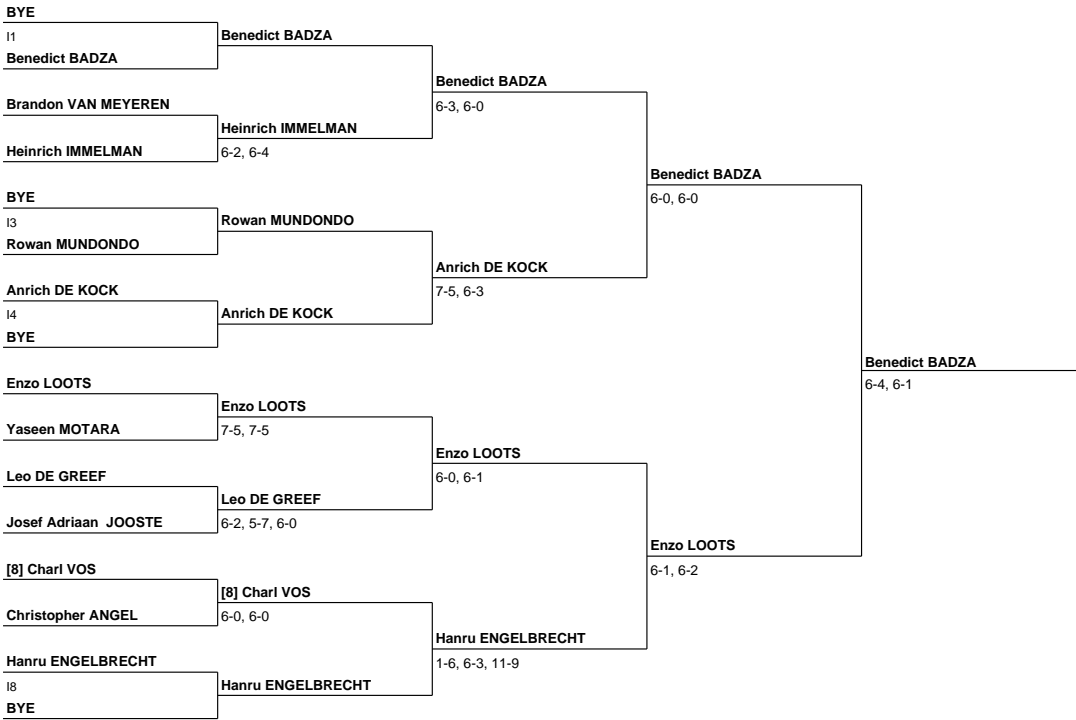 BYE
I1
Benedict BADZA
Benedict BADZA
Benedict BADZA
6-3, 6-0
Brandon VAN MEYEREN
Heinrich IMMELMAN
Heinrich IMMELMAN
6-2, 6-4
Benedict BADZA
6-0, 6-0
BYE
I3
Rowan MUNDONDO
Rowan MUNDONDO
Anrich DE KOCK
7-5, 6-3
Anrich DE KOCK
I4
BYE
Anrich DE KOCK
Benedict BADZA
6-4, 6-1
Enzo LOOTS
Yaseen MOTARA
Enzo LOOTS
7-5, 7-5
Enzo LOOTS
6-0, 6-1
Leo DE GREEF
Josef Adriaan JOOSTE
Leo DE GREEF
6-2, 5-7, 6-0
Enzo LOOTS
6-1, 6-2
[8] Charl VOS
Christopher ANGEL
[8] Charl VOS
6-0, 6-0
Hanru ENGELBRECHT
1-6, 6-3, 11-9
Hanru ENGELBRECHT
I8
BYE
Hanru ENGELBRECHT